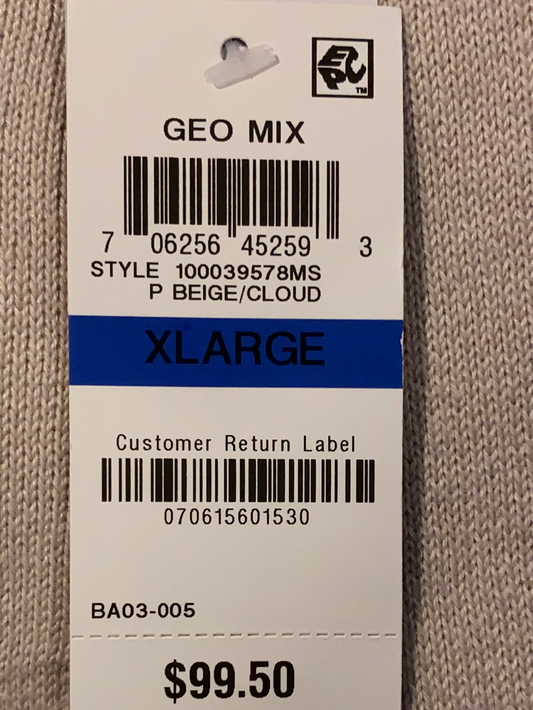 EPC
TM
GEO MIX
7 06256 45259 3
STYLE 100039578MS
P BEIGE/CLOUD
XLARGE
Customer Return Label
070615601530
BA03-005
$99.50